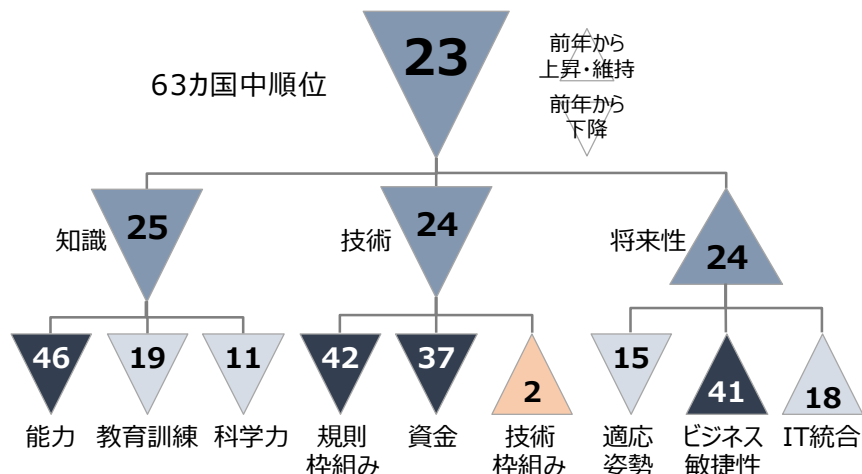 23
63カ国中順位
前年から
上昇・維持
前年から
下降
知識
25
技術
24
将来性
24
46
19
11
42
37
2
15
41
18
能力
教育訓練
科学力
規則
枠組み
資金
技術
枠組み
適応
姿勢
ビジネス
敏捷性
IT統合